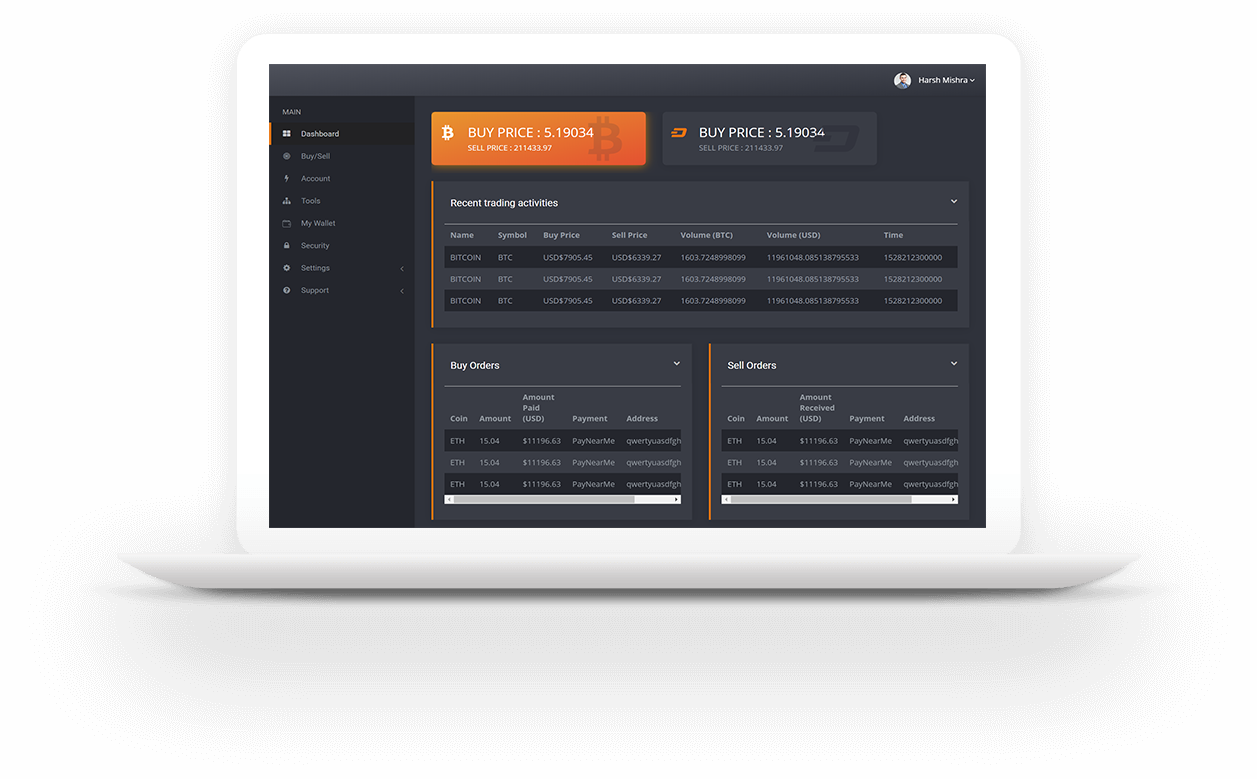 Harsh Mishra
MAIN
Dashboard
Buy/Sell
Account
Tools
My Wallet
Security
Settings
Support
BUY PRICE : 5.19034
SELL PRICE : 211433.97
BUY PRICE : 5.19034
SELL PRICE : 211433.97
Recent trading activities
Name Symbol Buy Price Sell Price Volume (BTC) Volume (USD) Time
BITCOIN BTC USD$7905.45 USD$6339.27 1603.7248998099 11961048.085138795533 1528212300000
BITCOIN BTC USD$7905.45 USD$6339.27 1603.7248998099 11961048.085138795533 1528212300000
BITCOIN BTC USD$7905.45 USD$6339.27 1603.7248998099 11961048.085138795533 1528212300000
Buy Orders
Amount
Paid
Coin Amount (USD) Payment Address
ETH 15.04 $11196.63 PayNearMe qwertyuasdfgh
ETH 15.04 $11196.63 PayNearMe qwertyuasdfgh
ETH 15.04 $11196.63 PayNearMe qwertyuasdfgh
Sell Orders
Amount
Received
Coin Amount (USD) Payment Address
ETH 15.04 $11196.63 PayNearMe qwertyuasdfgh
ETH 15.04 $11196.63 PayNearMe qwertyuasdfgh
ETH 15.04 $11196.63 PayNearMe qwertyuasdfgh